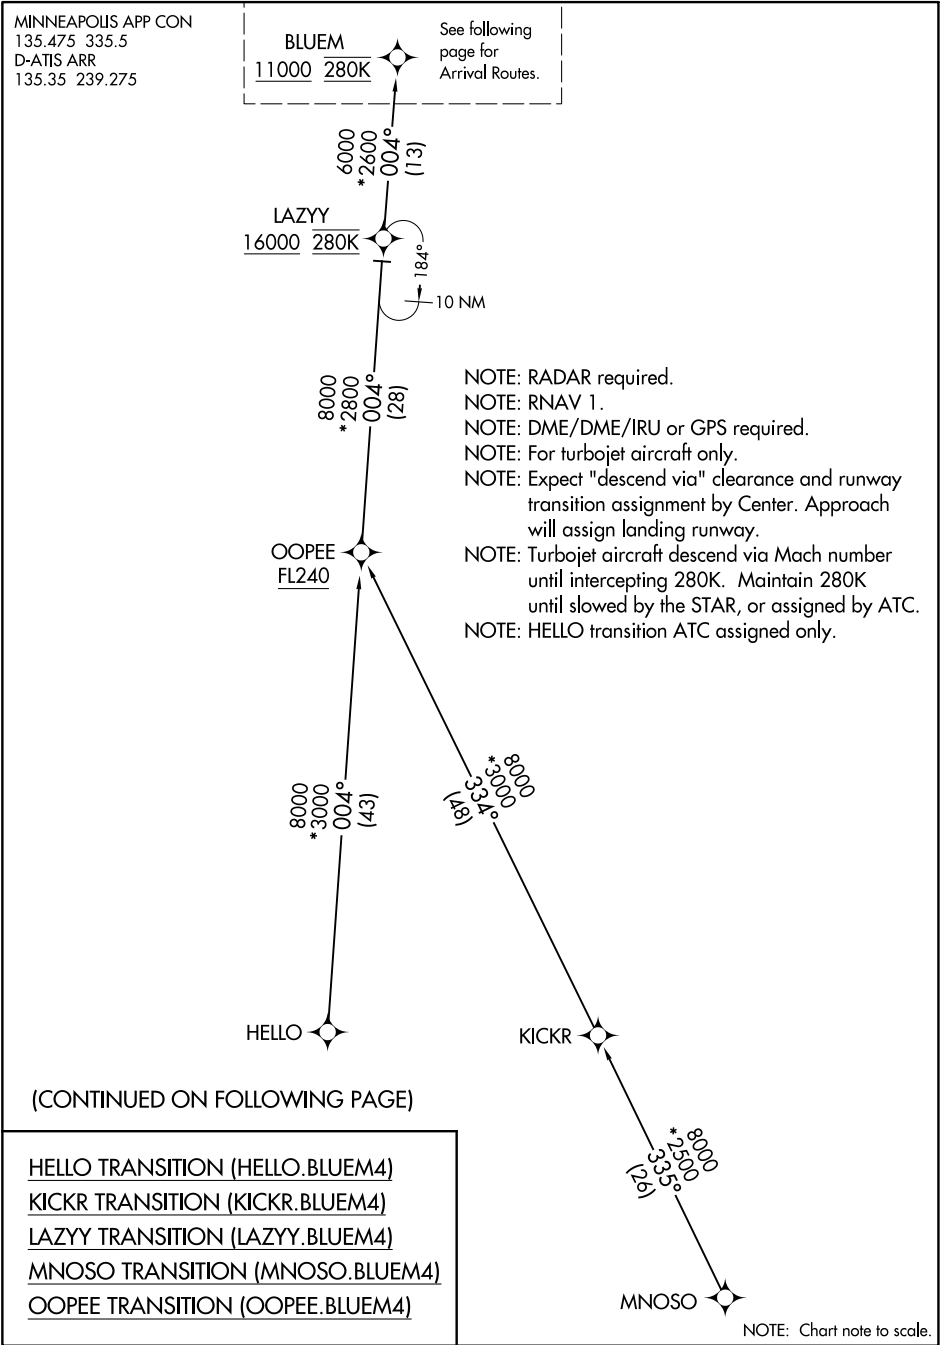 MINNEAPOLIS APP CON
135.475 335.5
D-ATIS ARR
135.35 239.275
BLUEM
11000 280K
See following
page for
Arrival Routes.
6000
*2600
004°
(13)
LAZYY
16000 280K
184°
10 NM
8000
*2800
004°
(28)
NOTE: RADAR required.
NOTE: RNAV 1.
NOTE: DME/DME/IRU or GPS required.
NOTE: For turbojet aircraft only.
NOTE: Expect "descend via" clearance and runway
transition assignment by Center. Approach
will assign landing runway.
NOTE: Turbojet aircraft descend via Mach number
until intercepting 280K. Maintain 280K
until slowed by the STAR, or assigned by ATC.
NOTE: HELLO transition ATC assigned only.
OOPEE
FL240
8000
*3000
004°
(43)
8000
*3000
334°
(48)
HELLO
KICKR
8000
*2500
335°
(26)
MNOSO
(CONTINUED ON FOLLOWING PAGE)
HELLO TRANSITION (HELLO.BLUEM4)
KICKR TRANSITION (KICKR.BLUEM4)
LAZYY TRANSITION (LAZYY.BLUEM4)
MNOSO TRANSITION (MNOSO.BLUEM4)
OOPEE TRANSITION (OOPEE.BLUEM4)
NOTE: Chart note to scale.